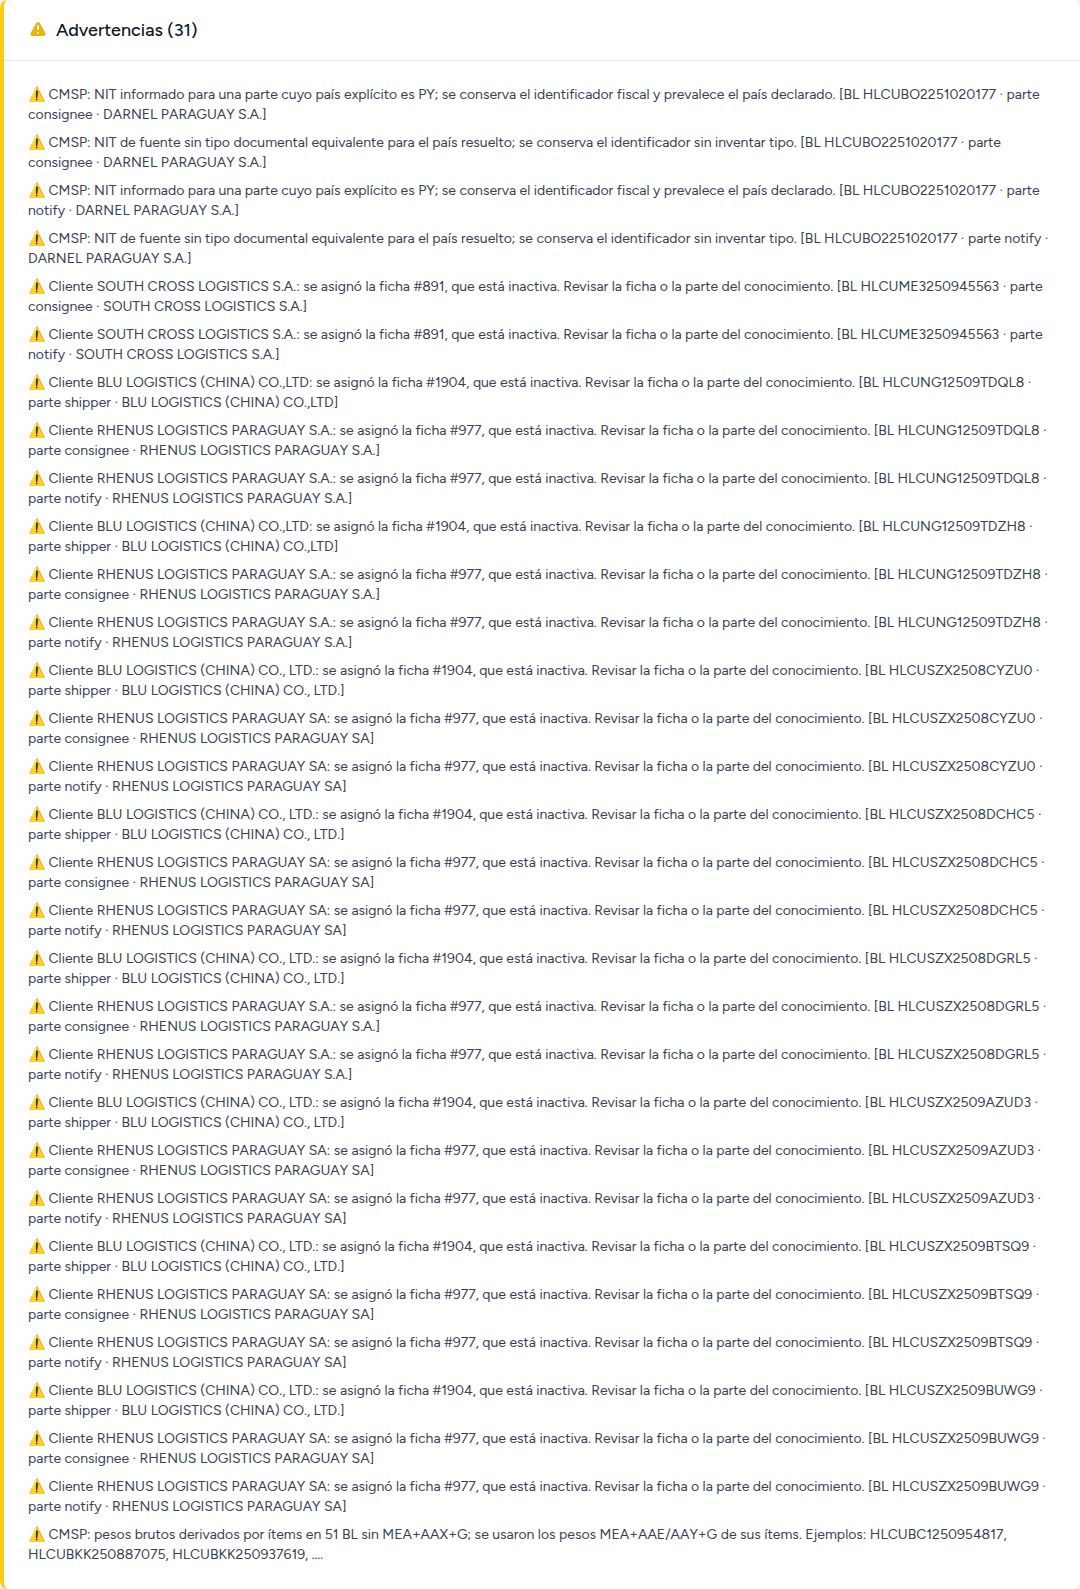 Advertencias (31)
⚠ CMSP: NIT informado para una parte cuyo país explícito es PY; se conserva el identificador fiscal y prevalece el país declarado. [BL HLCUBO2251020177 · parte
consignee · DARNEL PARAGUAY S.A.]
⚠ CMSP: NIT de fuente sin tipo documental equivalente para el país resuelto; se conserva el identificador sin inventar tipo. [BL HLCUBO2251020177 · parte
consignee · DARNEL PARAGUAY S.A.]
⚠ CMSP: NIT informado para una parte cuyo país explícito es PY; se conserva el identificador fiscal y prevalece el país declarado. [BL HLCUBO2251020177 · parte
notify · DARNEL PARAGUAY S.A.]
⚠ CMSP: NIT de fuente sin tipo documental equivalente para el país resuelto; se conserva el identificador sin inventar tipo. [BL HLCUBO2251020177 · parte notify ·
DARNEL PARAGUAY S.A.]
⚠ Cliente SOUTH CROSS LOGISTICS S.A.: se asignó la ficha #891, que está inactiva. Revisar la ficha o la parte del conocimiento. [BL HLCUME3250945563 · parte
consignee · SOUTH CROSS LOGISTICS S.A.]
⚠ Cliente SOUTH CROSS LOGISTICS S.A.: se asignó la ficha #891, que está inactiva. Revisar la ficha o la parte del conocimiento. [BL HLCUME3250945563 · parte
notify · SOUTH CROSS LOGISTICS S.A.]
⚠ Cliente BLU LOGISTICS (CHINA) CO.,LTD: se asignó la ficha #1904, que está inactiva. Revisar la ficha o la parte del conocimiento. [BL HLCUNG12509TDQL8 ·
parte shipper · BLU LOGISTICS (CHINA) CO.,LTD]
⚠ Cliente RHENUS LOGISTICS PARAGUAY S.A.: se asignó la ficha #977, que está inactiva. Revisar la ficha o la parte del conocimiento. [BL HLCUNG12509TDQL8 ·
parte consignee · RHENUS LOGISTICS PARAGUAY S.A.]
⚠ Cliente RHENUS LOGISTICS PARAGUAY S.A.: se asignó la ficha #977, que está inactiva. Revisar la ficha o la parte del conocimiento. [BL HLCUNG12509TDQL8 ·
parte notify · RHENUS LOGISTICS PARAGUAY S.A.]
⚠ Cliente BLU LOGISTICS (CHINA) CO.,LTD: se asignó la ficha #1904, que está inactiva. Revisar la ficha o la parte del conocimiento. [BL HLCUNG12509TDZH8 ·
parte shipper · BLU LOGISTICS (CHINA) CO.,LTD]
⚠ Cliente RHENUS LOGISTICS PARAGUAY S.A.: se asignó la ficha #977, que está inactiva. Revisar la ficha o la parte del conocimiento. [BL HLCUNG12509TDZH8 ·
parte consignee · RHENUS LOGISTICS PARAGUAY S.A.]
⚠ Cliente RHENUS LOGISTICS PARAGUAY S.A.: se asignó la ficha #977, que está inactiva. Revisar la ficha o la parte del conocimiento. [BL HLCUNG12509TDZH8 ·
parte notify · RHENUS LOGISTICS PARAGUAY S.A.]
⚠ Cliente BLU LOGISTICS (CHINA) CO., LTD.: se asignó la ficha #1904, que está inactiva. Revisar la ficha o la parte del conocimiento. [BL HLCUSZX2508CYZU0 ·
parte shipper · BLU LOGISTICS (CHINA) CO., LTD.]
⚠ Cliente RHENUS LOGISTICS PARAGUAY SA: se asignó la ficha #977, que está inactiva. Revisar la ficha o la parte del conocimiento. [BL HLCUSZX2508CYZU0 ·
parte consignee · RHENUS LOGISTICS PARAGUAY SA]
⚠ Cliente RHENUS LOGISTICS PARAGUAY SA: se asignó la ficha #977, que está inactiva. Revisar la ficha o la parte del conocimiento. [BL HLCUSZX2508CYZU0 ·
parte notify · RHENUS LOGISTICS PARAGUAY SA]
⚠ Cliente BLU LOGISTICS (CHINA) CO., LTD.: se asignó la ficha #1904, que está inactiva. Revisar la ficha o la parte del conocimiento. [BL HLCUSZX2508DCHC5 ·
parte shipper · BLU LOGISTICS (CHINA) CO., LTD.]
⚠ Cliente RHENUS LOGISTICS PARAGUAY SA: se asignó la ficha #977, que está inactiva. Revisar la ficha o la parte del conocimiento. [BL HLCUSZX2508DCHC5 ·
parte consignee · RHENUS LOGISTICS PARAGUAY SA]
⚠ Cliente RHENUS LOGISTICS PARAGUAY SA: se asignó la ficha #977, que está inactiva. Revisar la ficha o la parte del conocimiento. [BL HLCUSZX2508DCHC5 ·
parte notify · RHENUS LOGISTICS PARAGUAY SA]
⚠ Cliente BLU LOGISTICS (CHINA) CO., LTD.: se asignó la ficha #1904, que está inactiva. Revisar la ficha o la parte del conocimiento. [BL HLCUSZX2508DGRL5 ·
parte shipper · BLU LOGISTICS (CHINA) CO., LTD.]
⚠ Cliente RHENUS LOGISTICS PARAGUAY S.A.: se asignó la ficha #977, que está inactiva. Revisar la ficha o la parte del conocimiento. [BL HLCUSZX2508DGRL5 ·
parte consignee · RHENUS LOGISTICS PARAGUAY S.A.]
⚠ Cliente RHENUS LOGISTICS PARAGUAY S.A.: se asignó la ficha #977, que está inactiva. Revisar la ficha o la parte del conocimiento. [BL HLCUSZX2508DGRL5 ·
parte notify · RHENUS LOGISTICS PARAGUAY S.A.]
⚠ Cliente BLU LOGISTICS (CHINA) CO., LTD.: se asignó la ficha #1904, que está inactiva. Revisar la ficha o la parte del conocimiento. [BL HLCUSZX2509AZUD3 ·
parte shipper · BLU LOGISTICS (CHINA) CO., LTD.]
⚠ Cliente RHENUS LOGISTICS PARAGUAY SA: se asignó la ficha #977, que está inactiva. Revisar la ficha o la parte del conocimiento. [BL HLCUSZX2509AZUD3 ·
parte consignee · RHENUS LOGISTICS PARAGUAY SA]
⚠ Cliente RHENUS LOGISTICS PARAGUAY SA: se asignó la ficha #977, que está inactiva. Revisar la ficha o la parte del conocimiento. [BL HLCUSZX2509AZUD3 ·
parte notify · RHENUS LOGISTICS PARAGUAY SA]
⚠ Cliente BLU LOGISTICS (CHINA) CO., LTD.: se asignó la ficha #1904, que está inactiva. Revisar la ficha o la parte del conocimiento. [BL HLCUSZX2509BTSQ9 ·
parte shipper · BLU LOGISTICS (CHINA) CO., LTD.]
⚠ Cliente RHENUS LOGISTICS PARAGUAY SA: se asignó la ficha #977, que está inactiva. Revisar la ficha o la parte del conocimiento. [BL HLCUSZX2509BTSQ9 ·
parte consignee · RHENUS LOGISTICS PARAGUAY SA]
⚠ Cliente RHENUS LOGISTICS PARAGUAY SA: se asignó la ficha #977, que está inactiva. Revisar la ficha o la parte del conocimiento. [BL HLCUSZX2509BTSQ9 ·
parte notify · RHENUS LOGISTICS PARAGUAY SA]
⚠ Cliente BLU LOGISTICS (CHINA) CO., LTD.: se asignó la ficha #1904, que está inactiva. Revisar la ficha o la parte del conocimiento. [BL HLCUSZX2509BUWG9 ·
parte shipper · BLU LOGISTICS (CHINA) CO., LTD.]
⚠ Cliente RHENUS LOGISTICS PARAGUAY SA: se asignó la ficha #977, que está inactiva. Revisar la ficha o la parte del conocimiento. [BL HLCUSZX2509BUWG9 ·
parte consignee · RHENUS LOGISTICS PARAGUAY SA]
⚠ Cliente RHENUS LOGISTICS PARAGUAY SA: se asignó la ficha #977, que está inactiva. Revisar la ficha o la parte del conocimiento. [BL HLCUSZX2509BUWG9 ·
parte notify · RHENUS LOGISTICS PARAGUAY SA]
⚠ CMSP: pesos brutos derivados por ítems en 51 BL sin MEA+AAX+G; se usaron los pesos MEA+AAE/AAY+G de sus ítems. Ejemplos: HLCUBC1250954817,
HLCUBKK250887075, HLCUBKK250937619, ....